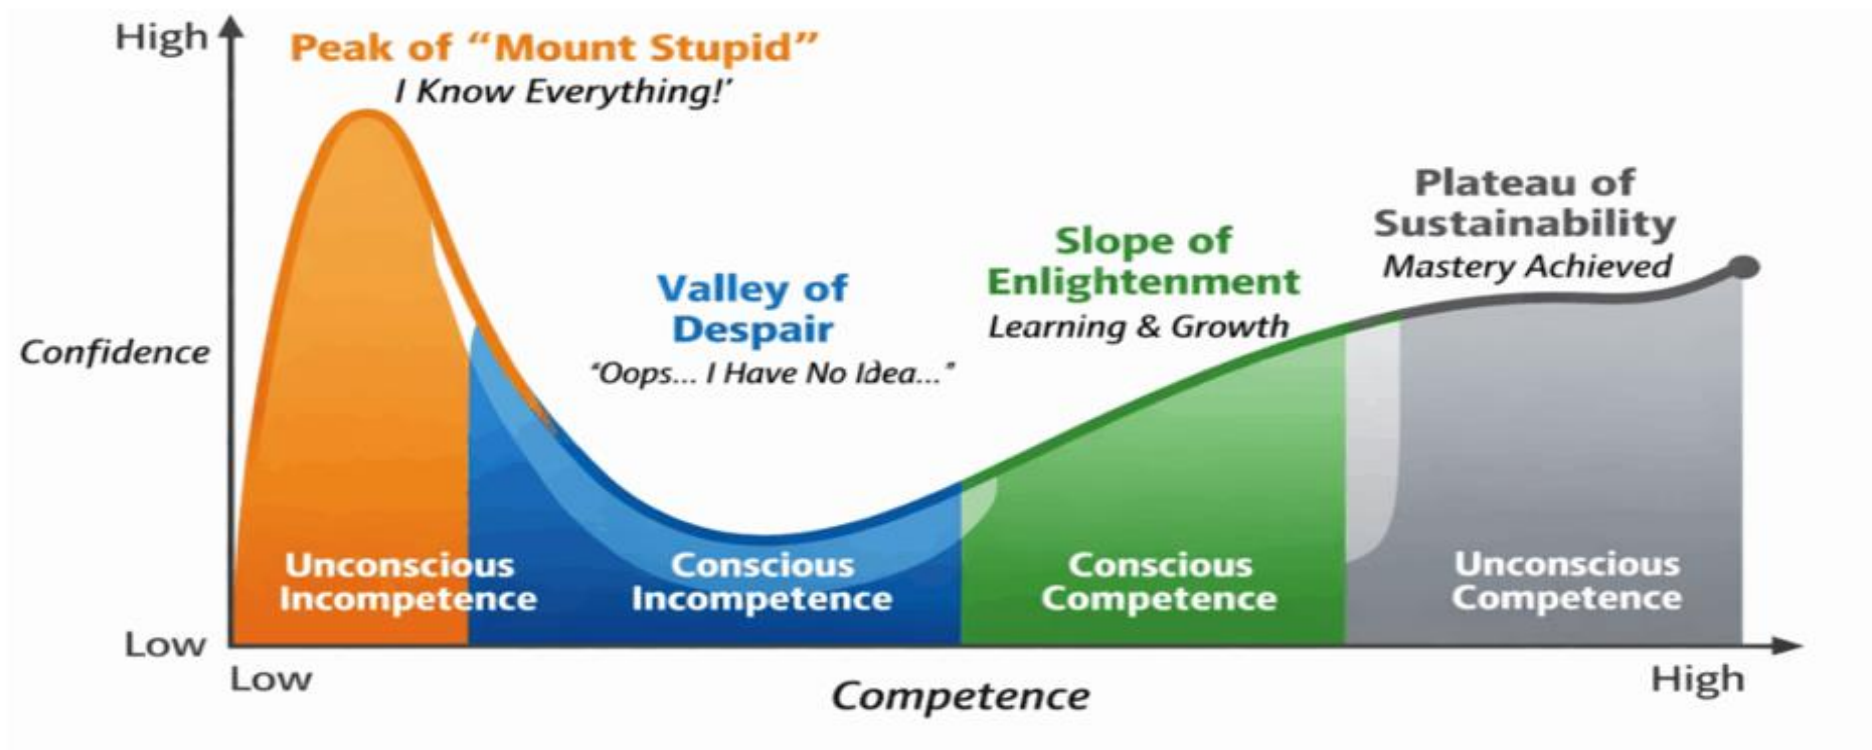 High
Peak of “Mount Stupid”
I Know Everything!’
Plateau of
Sustainability
Mastery Achieved
Slope of
Enlightenment
Learning & Growth
Valley of
Despair
“Oops... I Have No Idea...”
Confidence
Unconscious
Incompetence
Conscious
Incompetence
Conscious
Competence
Unconscious
Competence
Low
Low
High
Competence